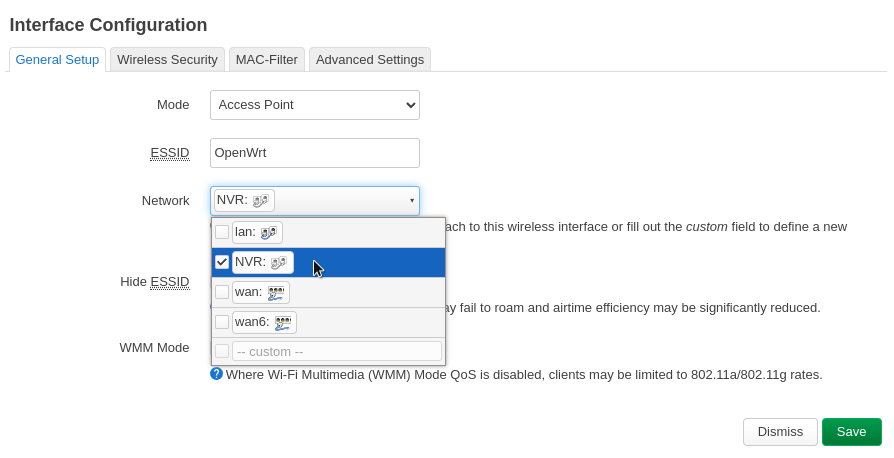 Interface Configuration
General Setup Wireless Security MAC-Filter Advanced Settings
Mode Access Point
ESSID OpenWrt
Network NVR:
ach to this wireless interface or fill out the custom field to define a new
lan:
NVR:
Hide ESSID
wan:
ay fail to roam and airtime efficiency may be significantly reduced.
wan6:
WMM Mode
-- custom --
Where Wi-Fi Multimedia (WMM) Mode QoS is disabled, clients may be limited to 802.11a/802.11g rates.
Dismiss Save